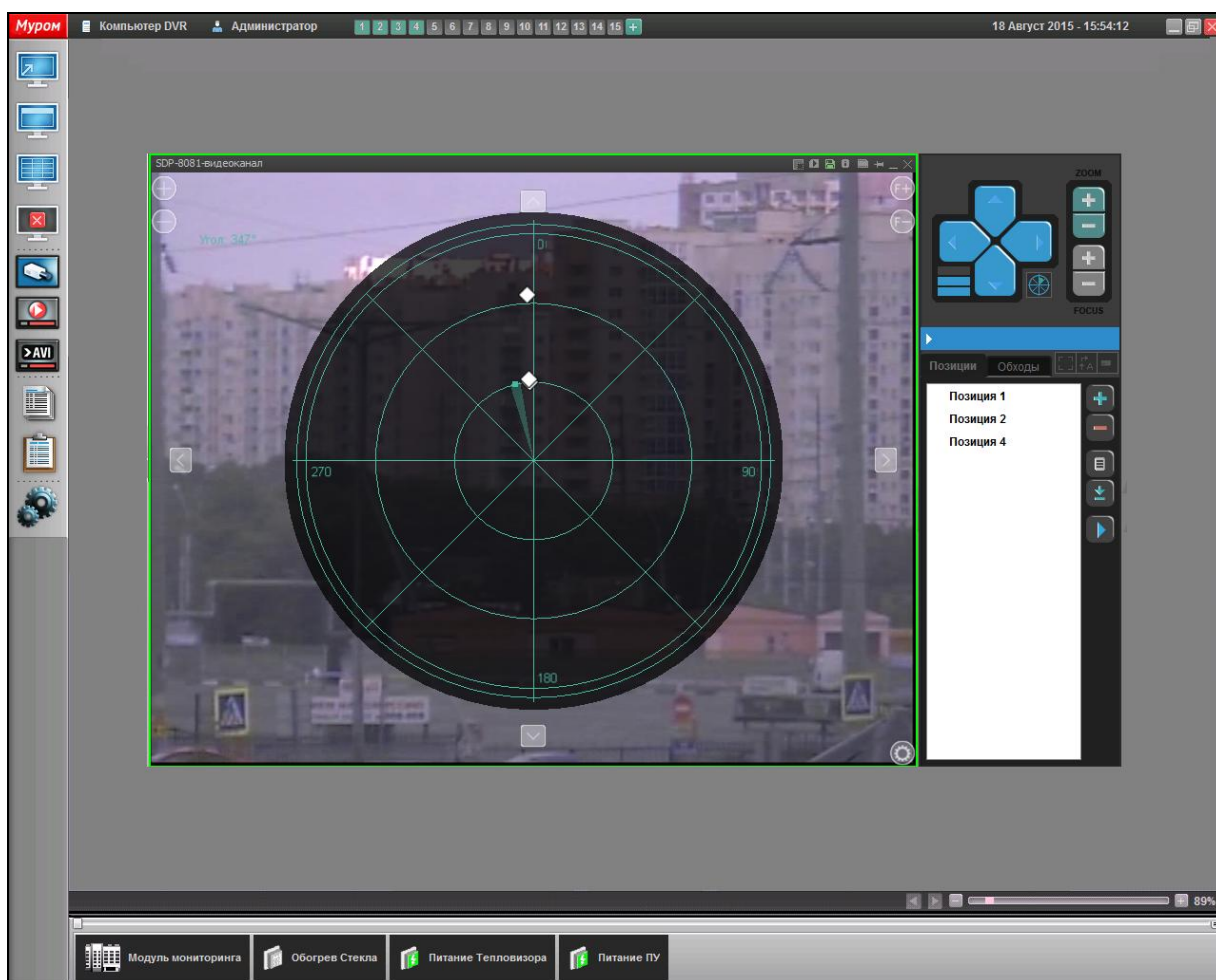 Муром Компьютер DVR Администратор 1 2 3 4 5 6 7 8 9 10 11 12 13 14 15 + 18 Август 2015 - 15:54:12
SDP-8081-видеоканал
ZOOM
F+
F-
Угол: 347°
0
270
90
180
FOCUS
>AVI
Позиции Обходы
Позиция 1
Позиция 2
Позиция 4
89%
Модуль мониторинга Обогрев Стекла Питание Тепловизора Питание ПУ